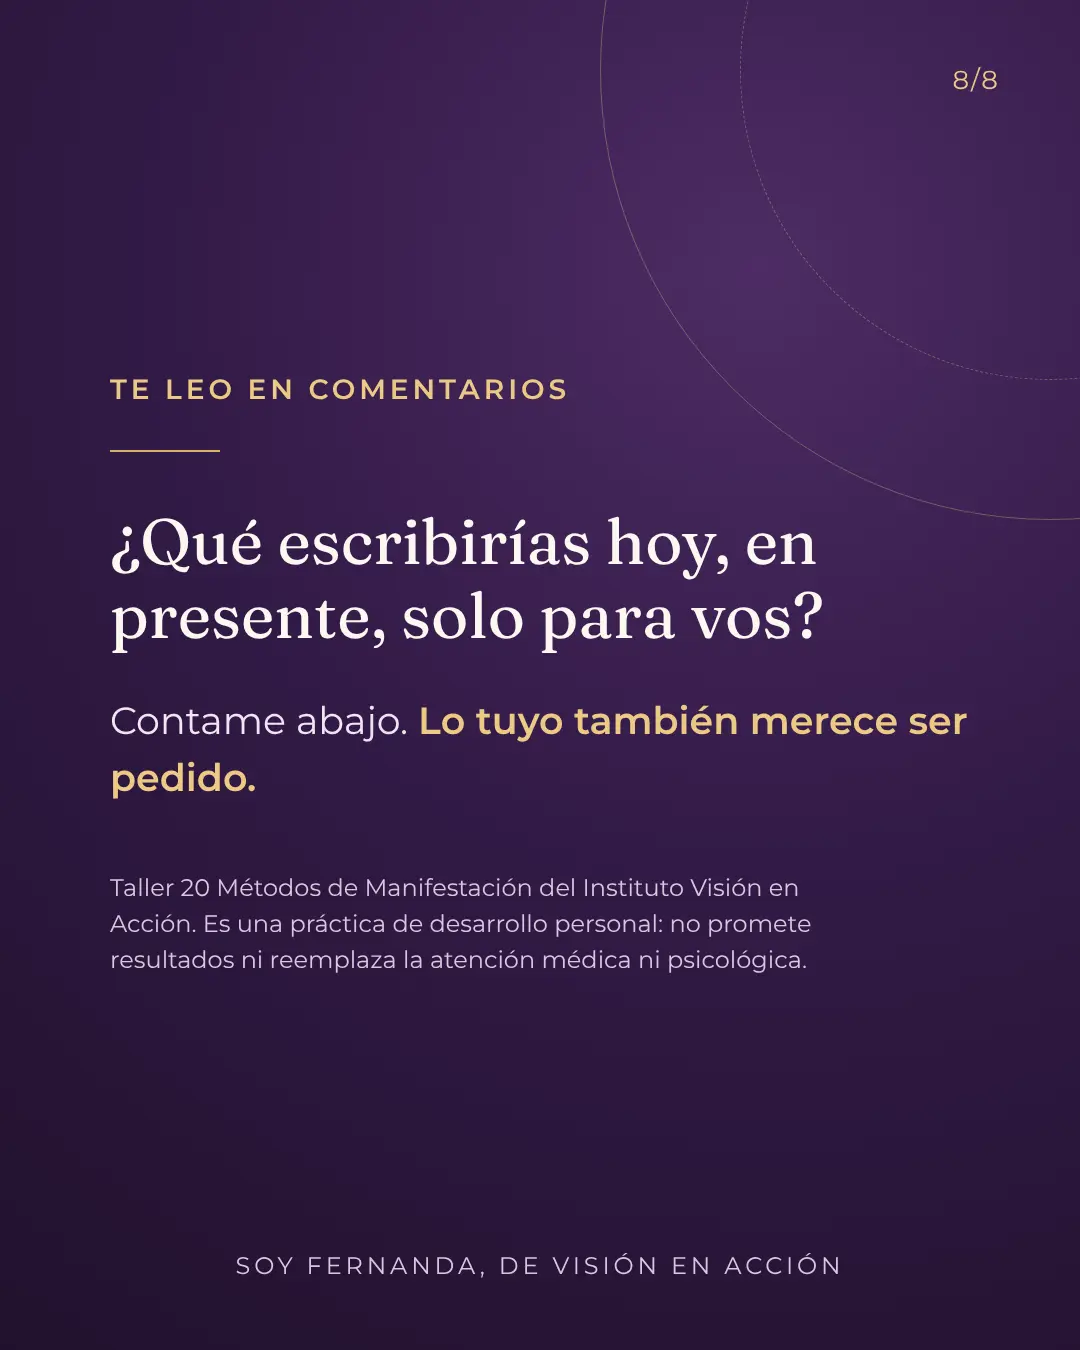 8/8
TE LEO EN COMENTARIOS
¿Qué escribirías hoy, en
presente, solo para vos?
Contame abajo. Lo tuyo también merece ser
pedido.
Taller 20 Métodos de Manifestación del Instituto Visión en
Acción. Es una práctica de desarrollo personal: no promete
resultados ni reemplaza la atención médica ni psicológica.
SOY FERNANDA, DE VISIÓN EN ACCIÓN